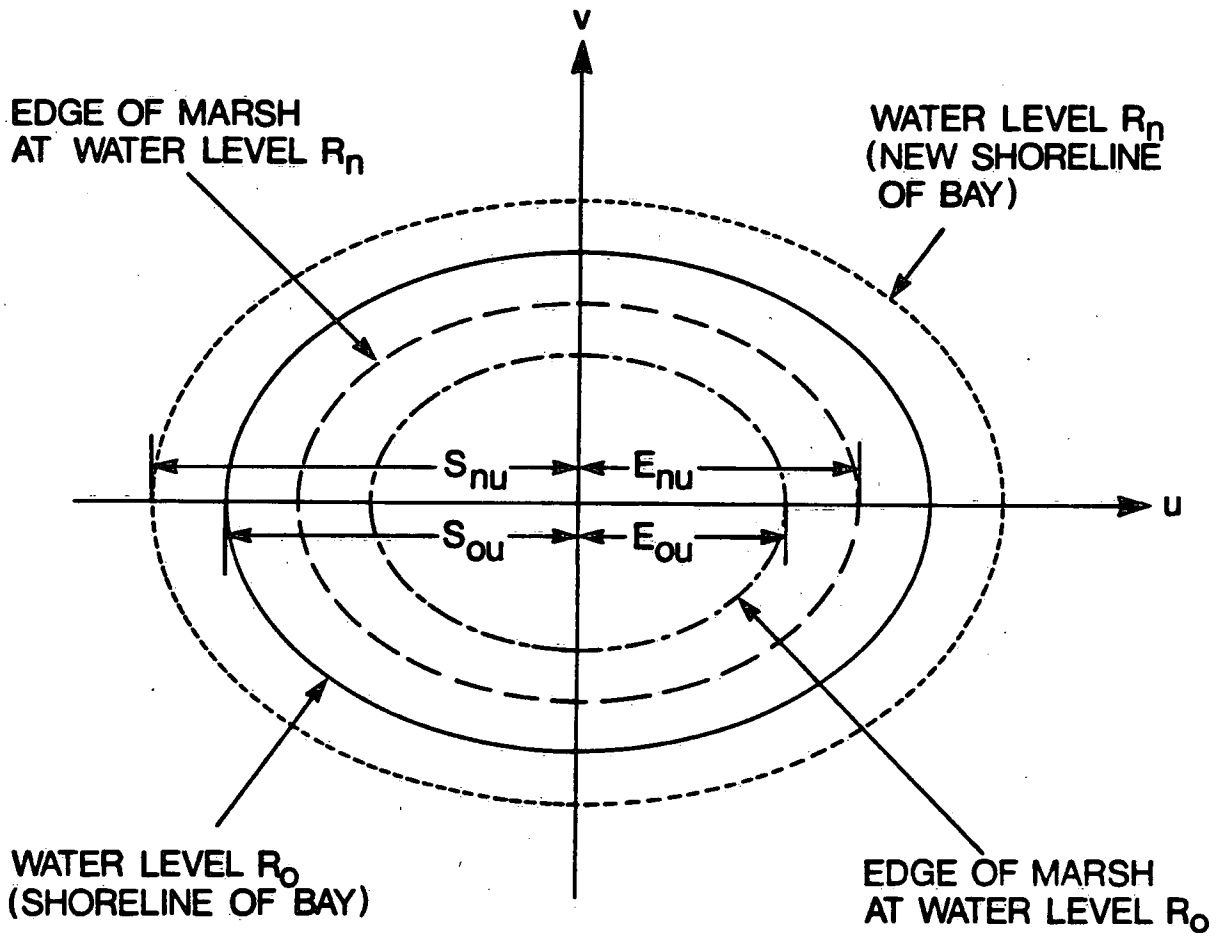 v
EDGE OF MARSH
AT WATER LEVEL Rn
WATER LEVEL Rn
(NEW SHORELINE
OF BAY)
Snu
Enu
u
Sou
Eou
WATER LEVEL Ro
(SHORELINE OF BAY)
EDGE OF MARSH
AT WATER LEVEL Ro